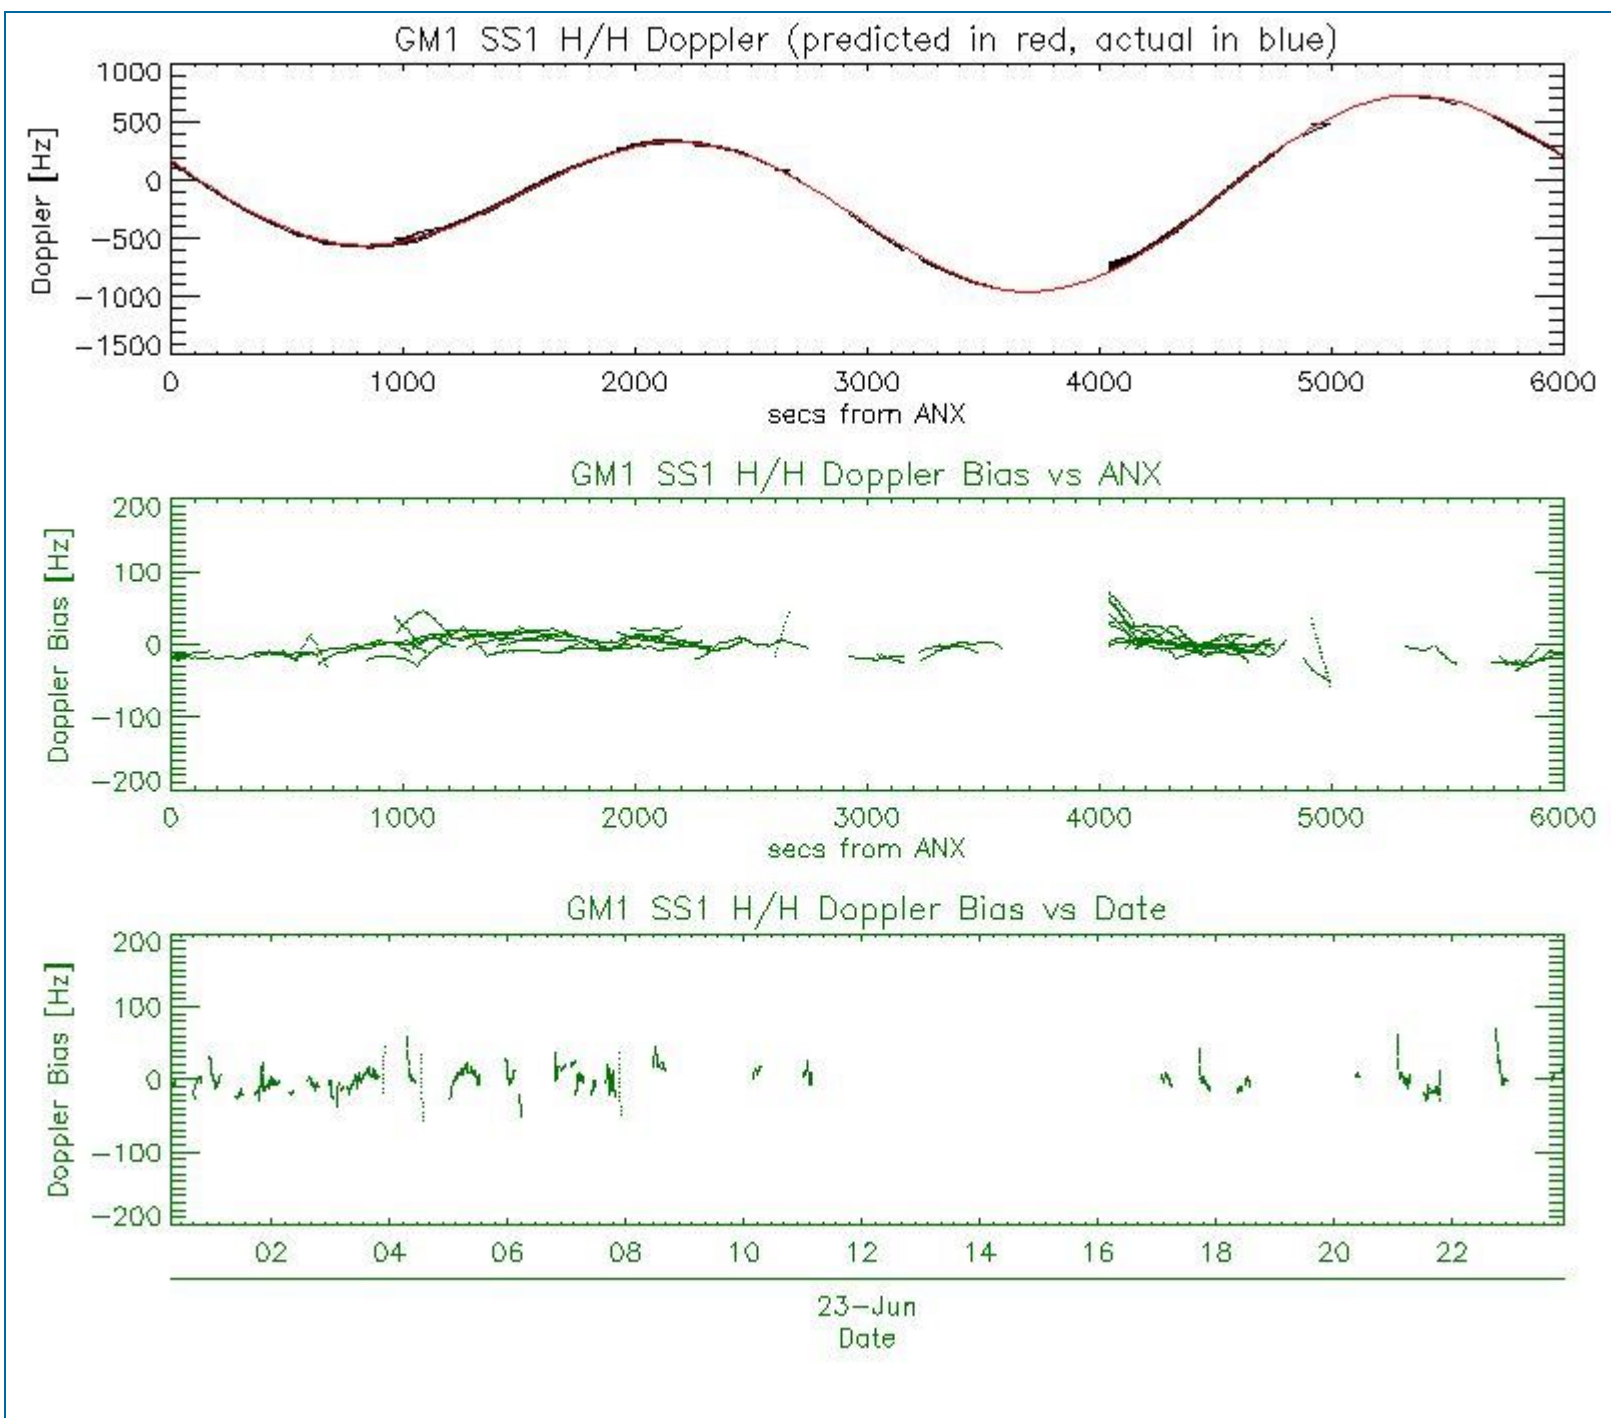 GM1 SS1 H/H Doppler (predicted in red, actual in blue)
1000
500
0
−500
−1000
−1500
Doppler [Hz]
0 1000 2000 3000 4000 5000 6000
secs from ANX
GM1 SS1 H/H Doppler Bias vs ANX
200
100
0
−100
−200
Doppler Bias [Hz]
0 1000 2000 3000 4000 5000 6000
secs from ANX
GM1 SS1 H/H Doppler Bias vs Date
200
100
0
−100
−200
Doppler Bias [Hz]
02 04 06 08 10 12 14 16 18 20 22
23−Jun
Date